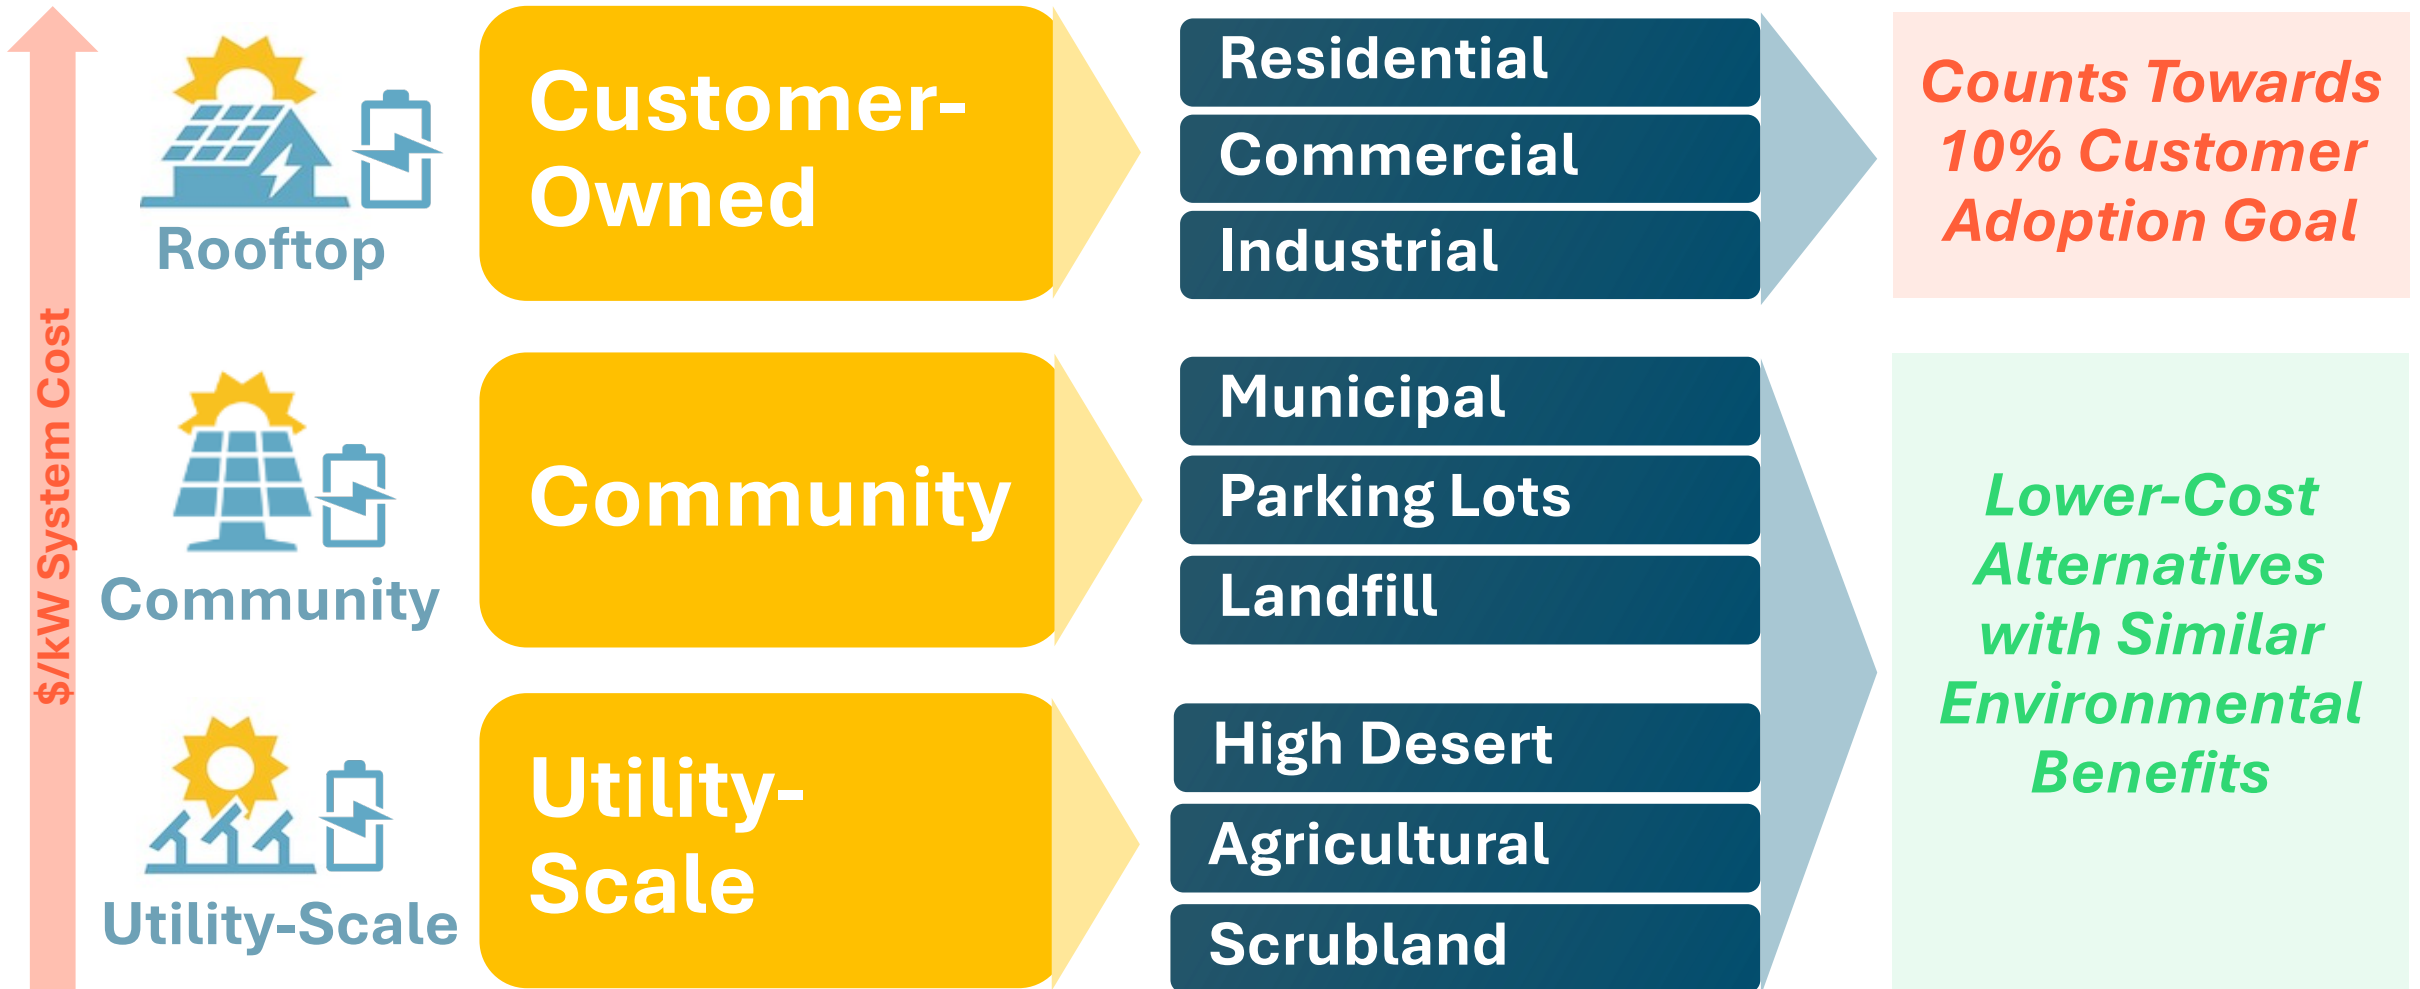 $/kW System Cost
Rooftop
Customer-
Owned
Residential
Commercial
Industrial
Counts Towards
10% Customer
Adoption Goal
Community
Community
Municipal
Parking Lots
Landfill
Utility-Scale
Utility-
Scale
High Desert
Agricultural
Scrubland
Lower-Cost
Alternatives
with Similar
Environmental
Benefits